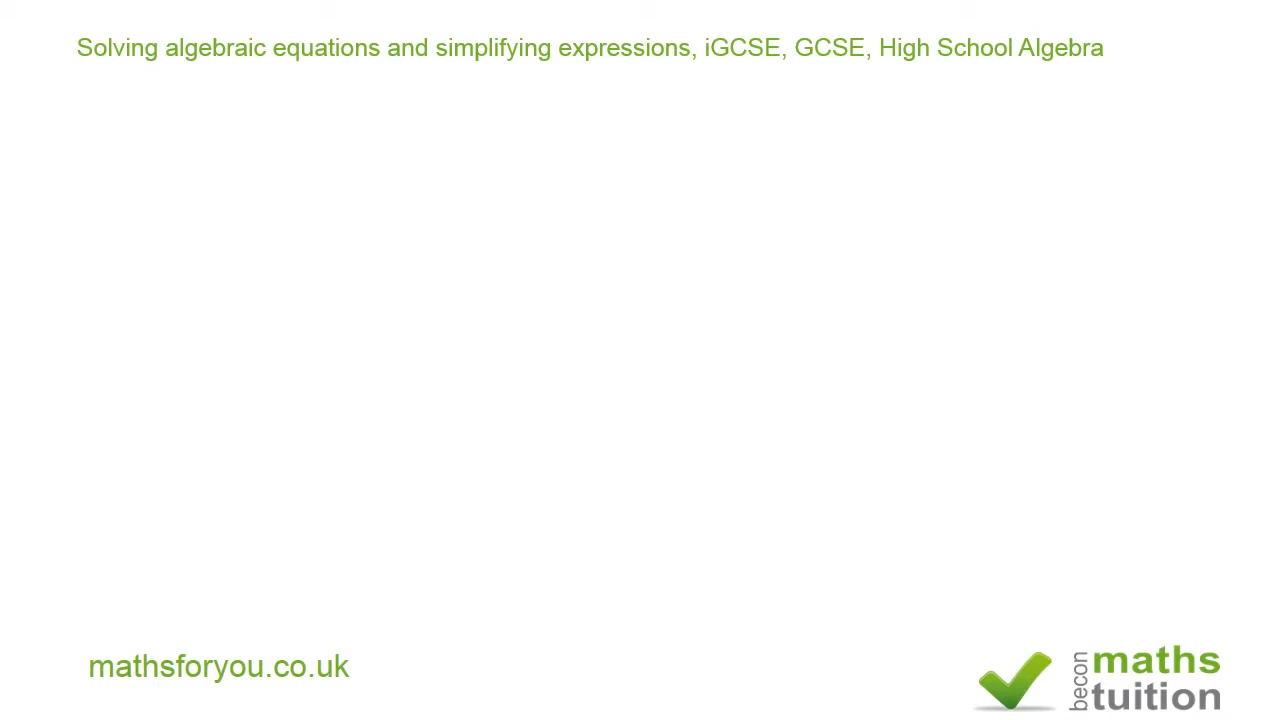 Solving algebraic equations and simplifying expressions, iGCSE, GCSE, High School Algebra
mathsforyou.co.uk
becon
maths
tuition